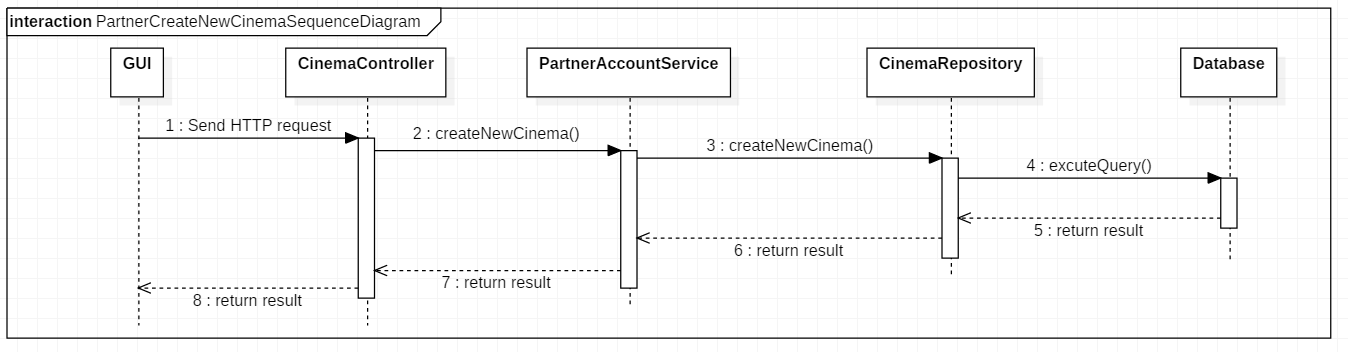 interaction PartnerCreateNewCinemaSequenceDiagram
GUI
CinemaController
PartnerAccountService
CinemaRepository
Database
1 : Send HTTP request
2 : createNewCinema()
3 : createNewCinema()
4 : excuteQuery()
5 : return result
6 : return result
7 : return result
8 : return result